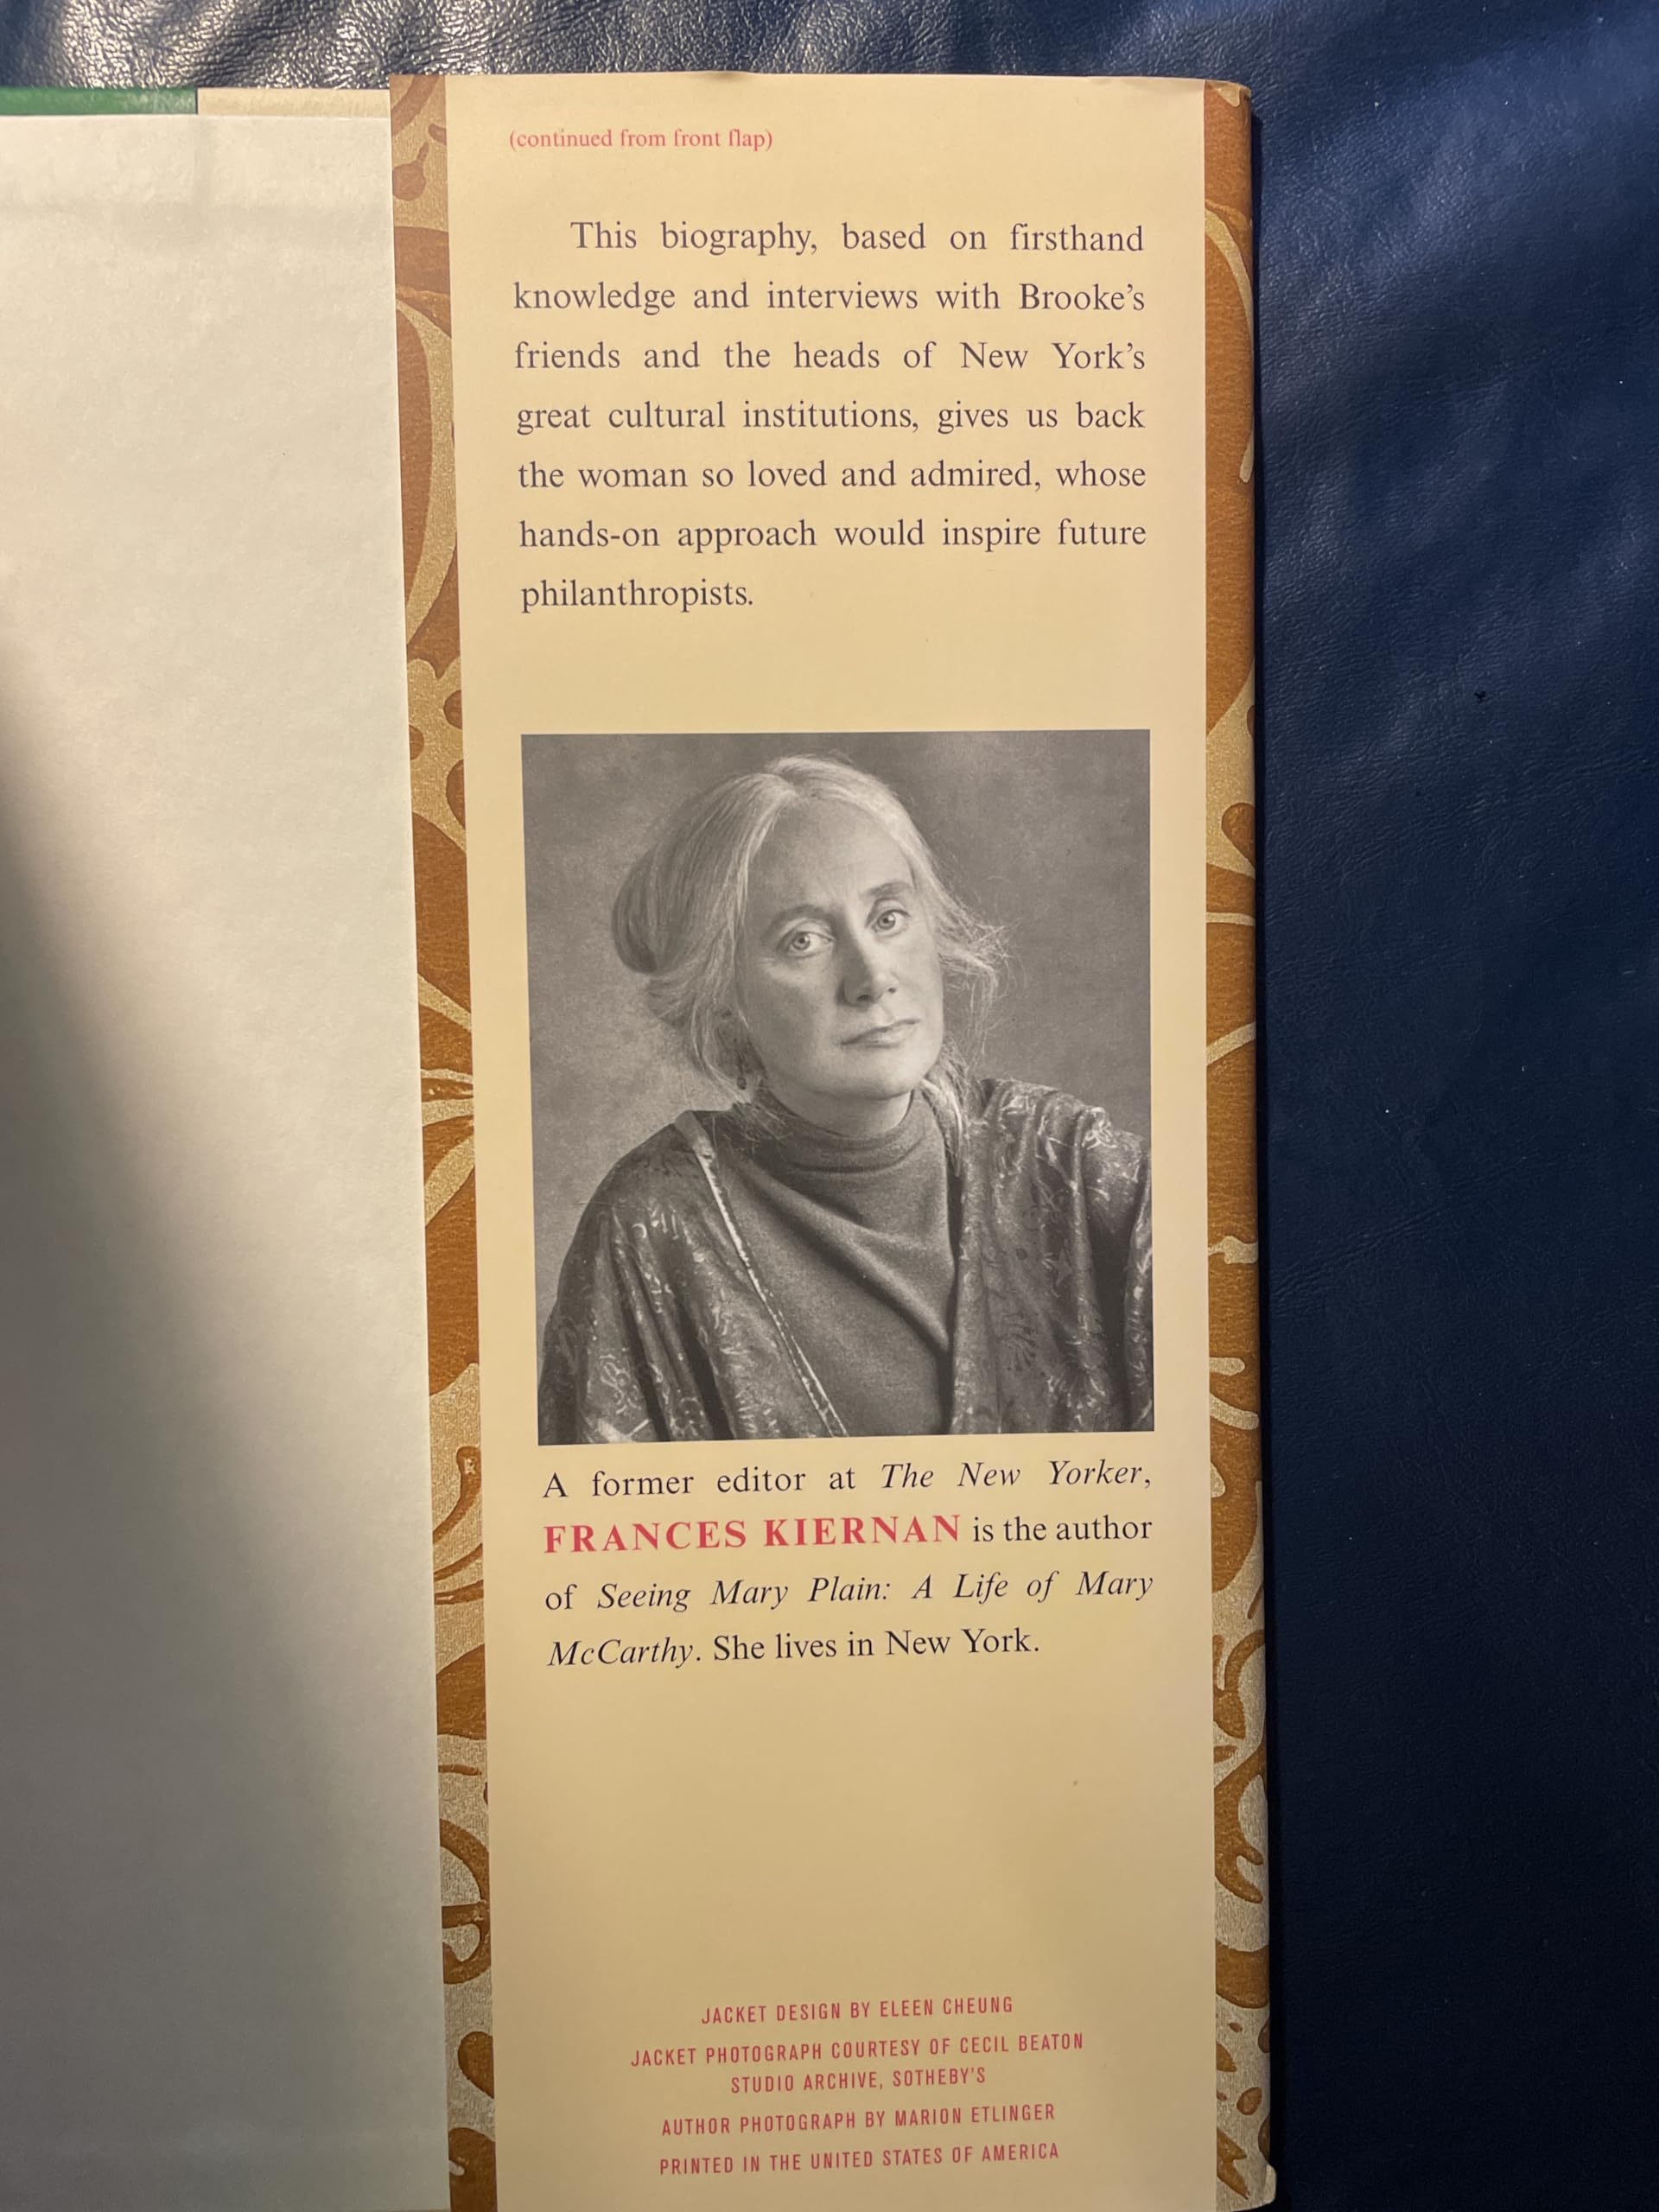 (continued from front flap)
This biography, based on firsthand
knowledge and interviews with Brooke’s
friends and the heads of New York’s
great cultural institutions, gives us back
the woman so loved and admired, whose
hands-on approach would inspire future
philanthropists.
A former editor at The New Yorker,
FRANCES KIERNAN is the author
of Seeing Mary Plain: A Life of Mary
McCarthy. She lives in New York.
JACKET DESIGN BY ELEEN CHEUNG
JACKET PHOTOGRAPH COURTESY OF CECIL BEATON
STUDIO ARCHIVE, SOTHEBY’S
AUTHOR PHOTOGRAPH BY MARION ETLINGER
PRINTED IN THE UNITED STATES OF AMERICA